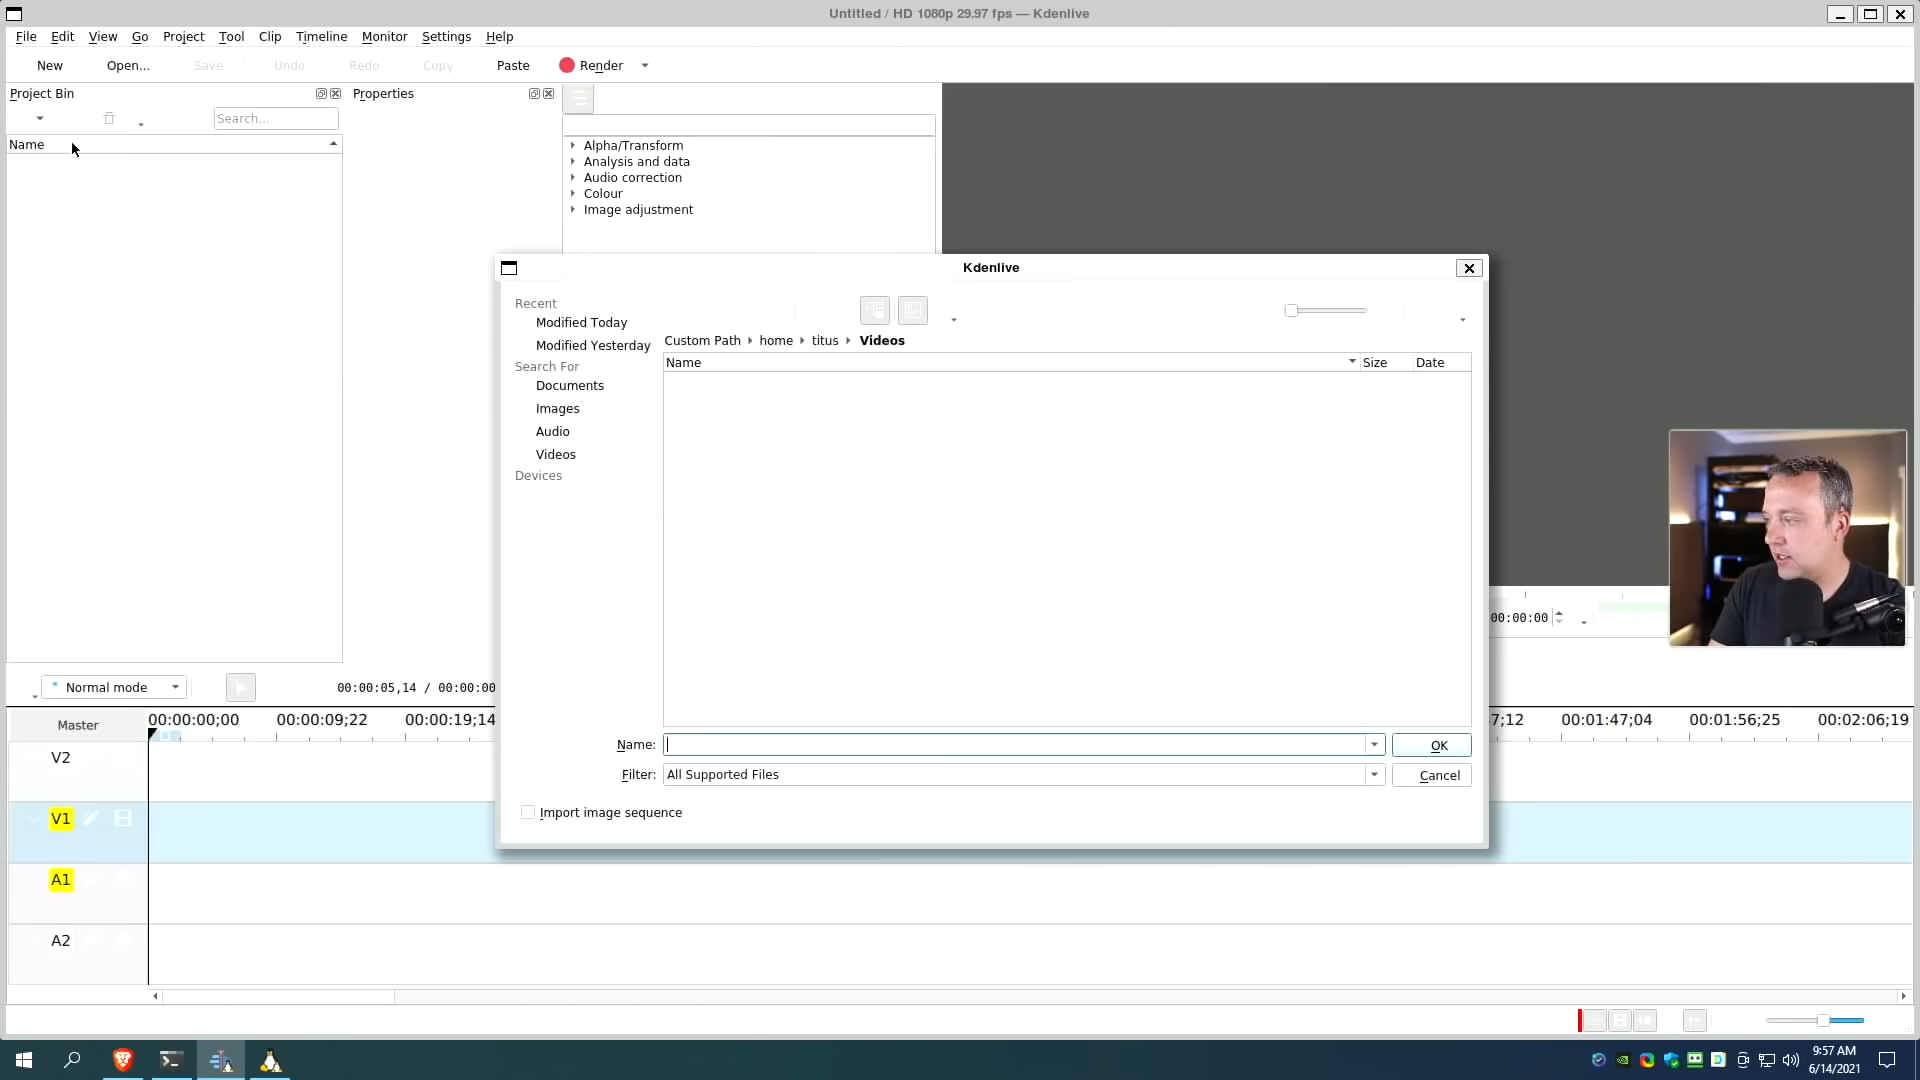 Untitled / HD 1080p 29.97 fps — Kdenlive
File Edit View Go Project Tool Clip Timeline Monitor Settings Help
New Open... Save Undo Redo Copy Paste Render
Project Bin
Properties
Search...
Name
Alpha/Transform
Analysis and data
Audio correction
Colour
Image adjustment
Kdenlive
Recent
Modified Today
Modified Yesterday
Search For
Documents
Images
Audio
Videos
Devices
Custom Path home titus Videos
Name Size Date
Name: OK
Filter: All Supported Files Cancel
Import image sequence
00:00:00
Normal mode
00:00:05,14 / 00:00:00
Master
00:00:00;00 00:00:09;22 00:00:19;14 7;12 00:01:47;04 00:01:56;25 00:02:06;19
V2
V1
A1
A2
9:57 AM
6/14/2021